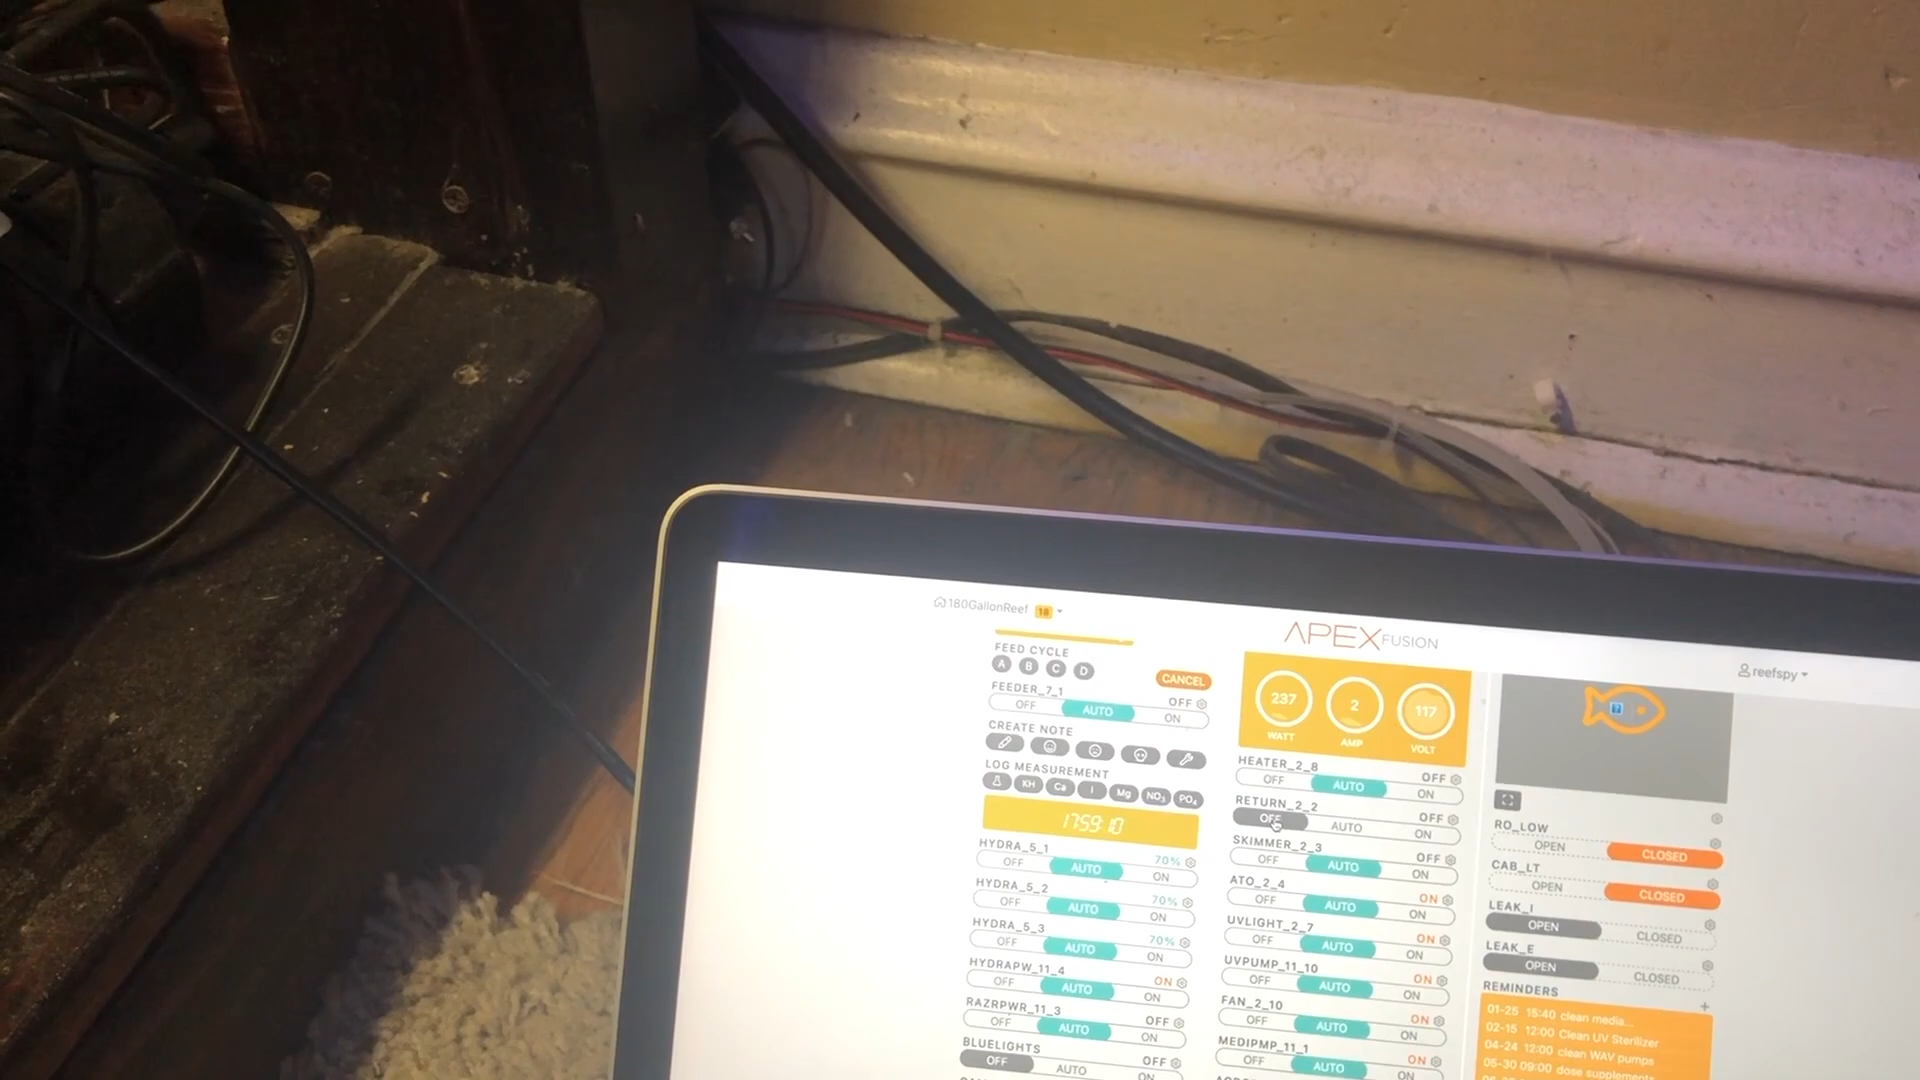 180GallonReef 18
APEX FUSION
reefspy
FEED CYCLE
A B C D
CANCEL
FEEDER_7_1 OFF
OFF AUTO ON
CREATE NOTE
LOG MEASUREMENT
KH Ca I Mg NO3 PO4
17:59:10
HYDRA_5_1 70%
OFF AUTO ON
HYDRA_5_2 70%
OFF AUTO ON
HYDRA_5_3 70%
OFF AUTO ON
HYDRAPW_11_4 ON
OFF AUTO ON
RAZRPWR_11_3 OFF
OFF AUTO ON
BLUELIGHTS OFF
OFF AUTO ON
237 2 117
WATT AMP VOLT
HEATER_2_8 OFF
OFF AUTO ON
RETURN_2_2 OFF
OFF AUTO ON
SKIMMER_2_3 OFF
OFF AUTO ON
ATO_2_4 ON
OFF AUTO ON
UVLIGHT_2_7 ON
OFF AUTO ON
UVPUMP_11_10 ON
OFF AUTO ON
FAN_2_10 ON
OFF AUTO ON
MEDIPMP_11_1 ON
OFF AUTO ON
?
RO_LOW
OPEN CLOSED
CAB_LT
OPEN CLOSED
LEAK_I
OPEN CLOSED
LEAK_E
OPEN CLOSED
REMINDERS +
01-25 15:40 clean media...
02-15 12:00 Clean UV Sterilizer
04-24 12:00 clean WAV pumps
05-30 09:00 dose supplements